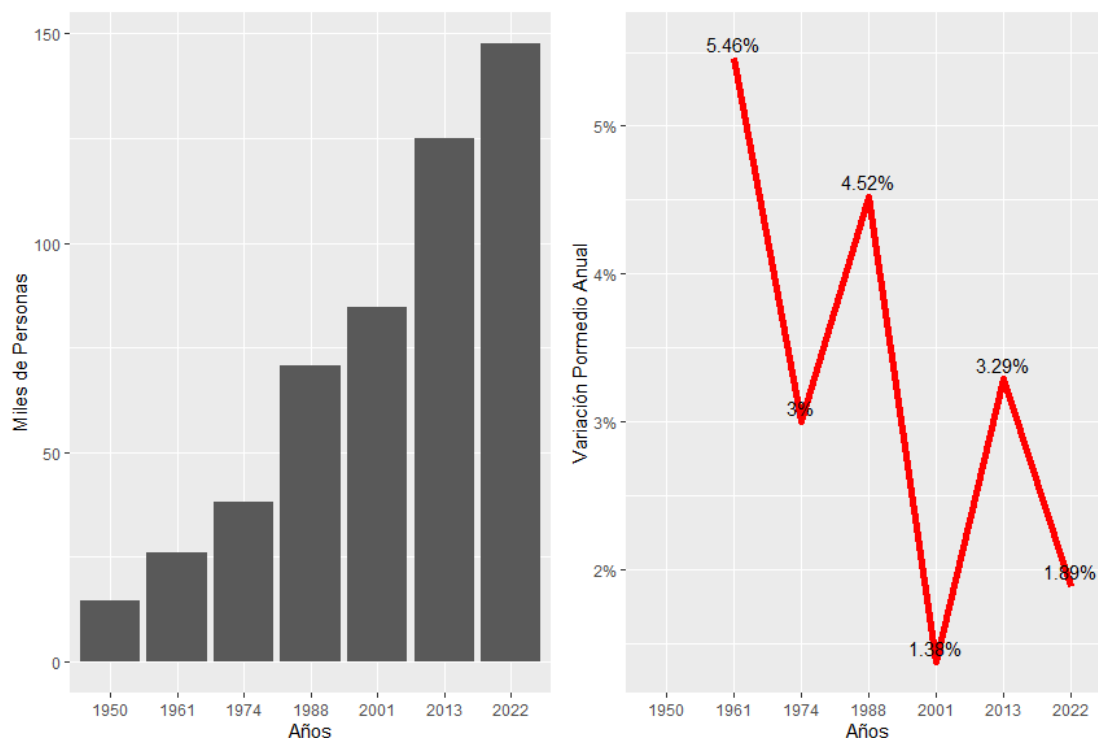 Miles de Personas
150
100
50
0
1950 1961 1974 1988 2001 2013 2022
Años
Variación Pormedio Anual
5%
4%
3%
2%
5.46%
3%
4.52%
1.38%
3.29%
1.89%
1950 1961 1974 1988 2001 2013 2022
Años